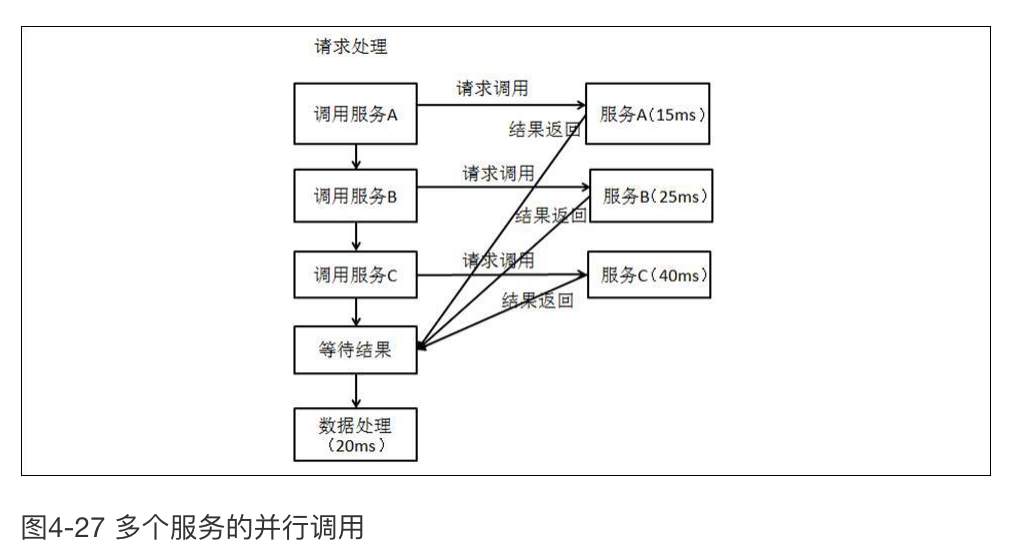 请求处理
调用服务A
请求调用
服务A（15ms）
结果返回
调用服务B
请求调用
服务B（25ms）
结果返回
调用服务C
请求调用
服务C（40ms）
结果返回
等待结果
数据处理
（20ms）
图4-27 多个服务的并行调用